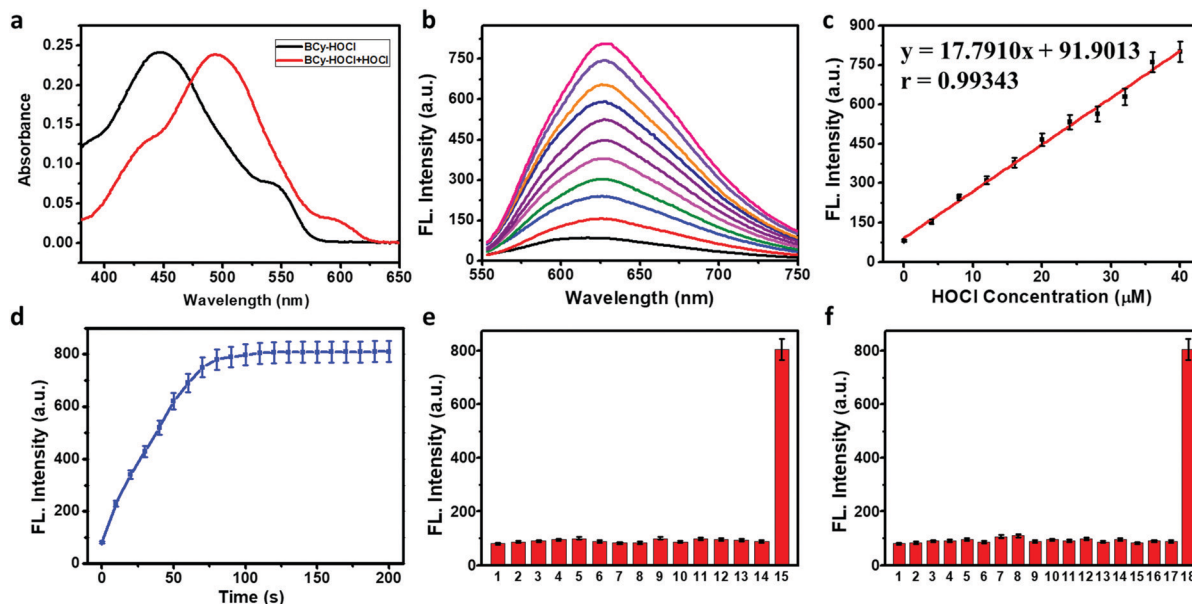 a
BCy-HOCl
BCy-HOCl+HOCl
0.25
0.20
0.15
0.10
0.05
0.00
Absorbance
400 450 500 550 600 650
Wavelength (nm)
b
750
600
450
300
150
0
FL. Intensity (a.u.)
550 600 650 700 750
Wavelength (nm)
c
y = 17.7910x + 91.9013
r = 0.99343
900
750
600
450
300
150
0
FL. Intensity (a.u.)
0 10 20 30 40
HOCl Concentration (μM)
d
800
600
400
200
0
FL. Intensity (a.u.)
0 50 100 150 200
Time (s)
e
800
600
400
200
0
FL. Intensity (a.u.)
1 2 3 4 5 6 7 8 9 10 11 12 13 14 15
f
800
600
400
200
0
FL. Intensity (a.u.)
1 2 3 4 5 6 7 8 9 10 11 12 13 14 15 16 17 18